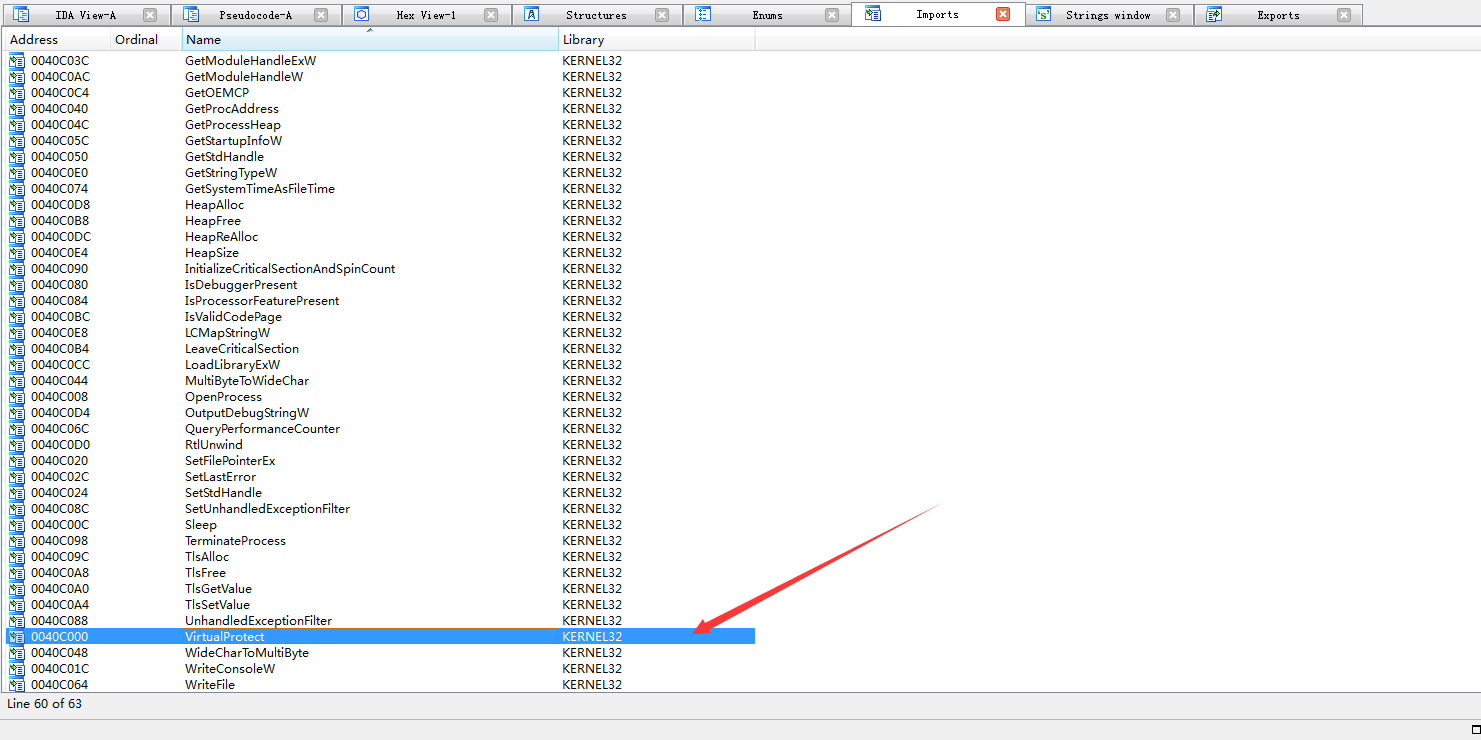 IDA View-A Pseudocode-A Hex View-1 Structures Enums Imports Strings window Exports
Address Ordinal Name Library
0040C03C GetModuleHandleExW KERNEL32
0040C0AC GetModuleHandleW KERNEL32
0040C0C4 GetOEMCP KERNEL32
0040C040 GetProcAddress KERNEL32
0040C04C GetProcessHeap KERNEL32
0040C05C GetStartupInfoW KERNEL32
0040C050 GetStdHandle KERNEL32
0040C0E0 GetStringTypeW KERNEL32
0040C074 GetSystemTimeAsFileTime KERNEL32
0040C0D8 HeapAlloc KERNEL32
0040C0B8 HeapFree KERNEL32
0040C0DC HeapReAlloc KERNEL32
0040C0E4 HeapSize KERNEL32
0040C090 InitializeCriticalSectionAndSpinCount KERNEL32
0040C080 IsDebuggerPresent KERNEL32
0040C084 IsProcessorFeaturePresent KERNEL32
0040C0BC IsValidCodePage KERNEL32
0040C0E8 LCMapStringW KERNEL32
0040C0B4 LeaveCriticalSection KERNEL32
0040C0CC LoadLibraryExW KERNEL32
0040C044 MultiByteToWideChar KERNEL32
0040C008 OpenProcess KERNEL32
0040C0D4 OutputDebugStringW KERNEL32
0040C06C QueryPerformanceCounter KERNEL32
0040C0D0 RtlUnwind KERNEL32
0040C020 SetFilePointerEx KERNEL32
0040C02C SetLastError KERNEL32
0040C024 SetStdHandle KERNEL32
0040C08C SetUnhandledExceptionFilter KERNEL32
0040C00C Sleep KERNEL32
0040C098 TerminateProcess KERNEL32
0040C09C TlsAlloc KERNEL32
0040C0A8 TlsFree KERNEL32
0040C0A0 TlsGetValue KERNEL32
0040C0A4 TlsSetValue KERNEL32
0040C088 UnhandledExceptionFilter KERNEL32
0040C000 VirtualProtect KERNEL32
0040C048 WideCharToMultiByte KERNEL32
0040C01C WriteConsoleW KERNEL32
0040C064 WriteFile KERNEL32
Line 60 of 63